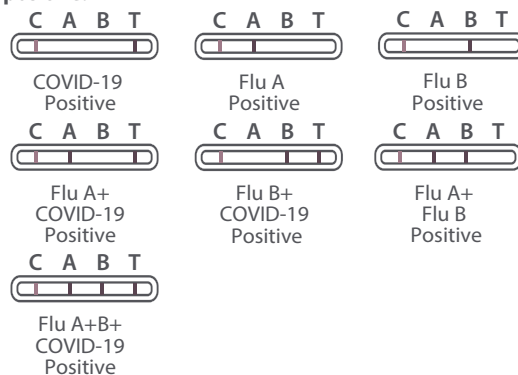 C A B T
C A B T
C A B T
COVID-19
Positive
Flu A
Positive
Flu B
Positive
C A B T
C A B T
C A B T
Flu A+
COVID-19
Positive
Flu B+
COVID-19
Positive
Flu A+
Flu B
Positive
C A B T
Flu A+B+
COVID-19
Positive